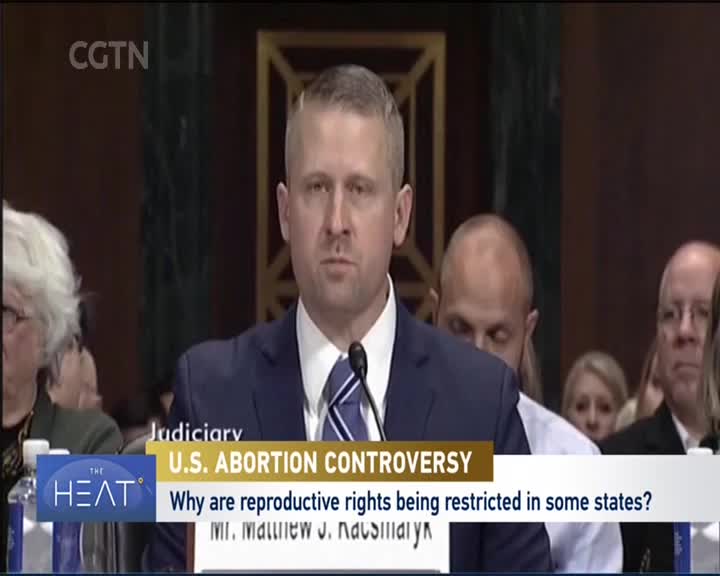 CGTN
Judiciary
THE
HEAT
U.S. ABORTION CONTROVERSY
Why are reproductive rights being restricted in some states?
Mr. Matthew J. Kacsmaryk